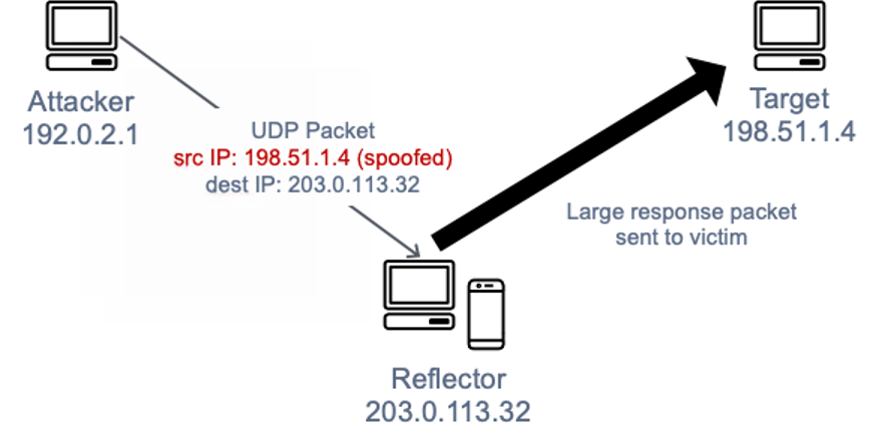 Attacker
192.0.2.1
UDP Packet
src IP: 198.51.1.4 (spoofed)
dest IP: 203.0.113.32
Target
198.51.1.4
Large response packet
sent to victim
Reflector
203.0.113.32